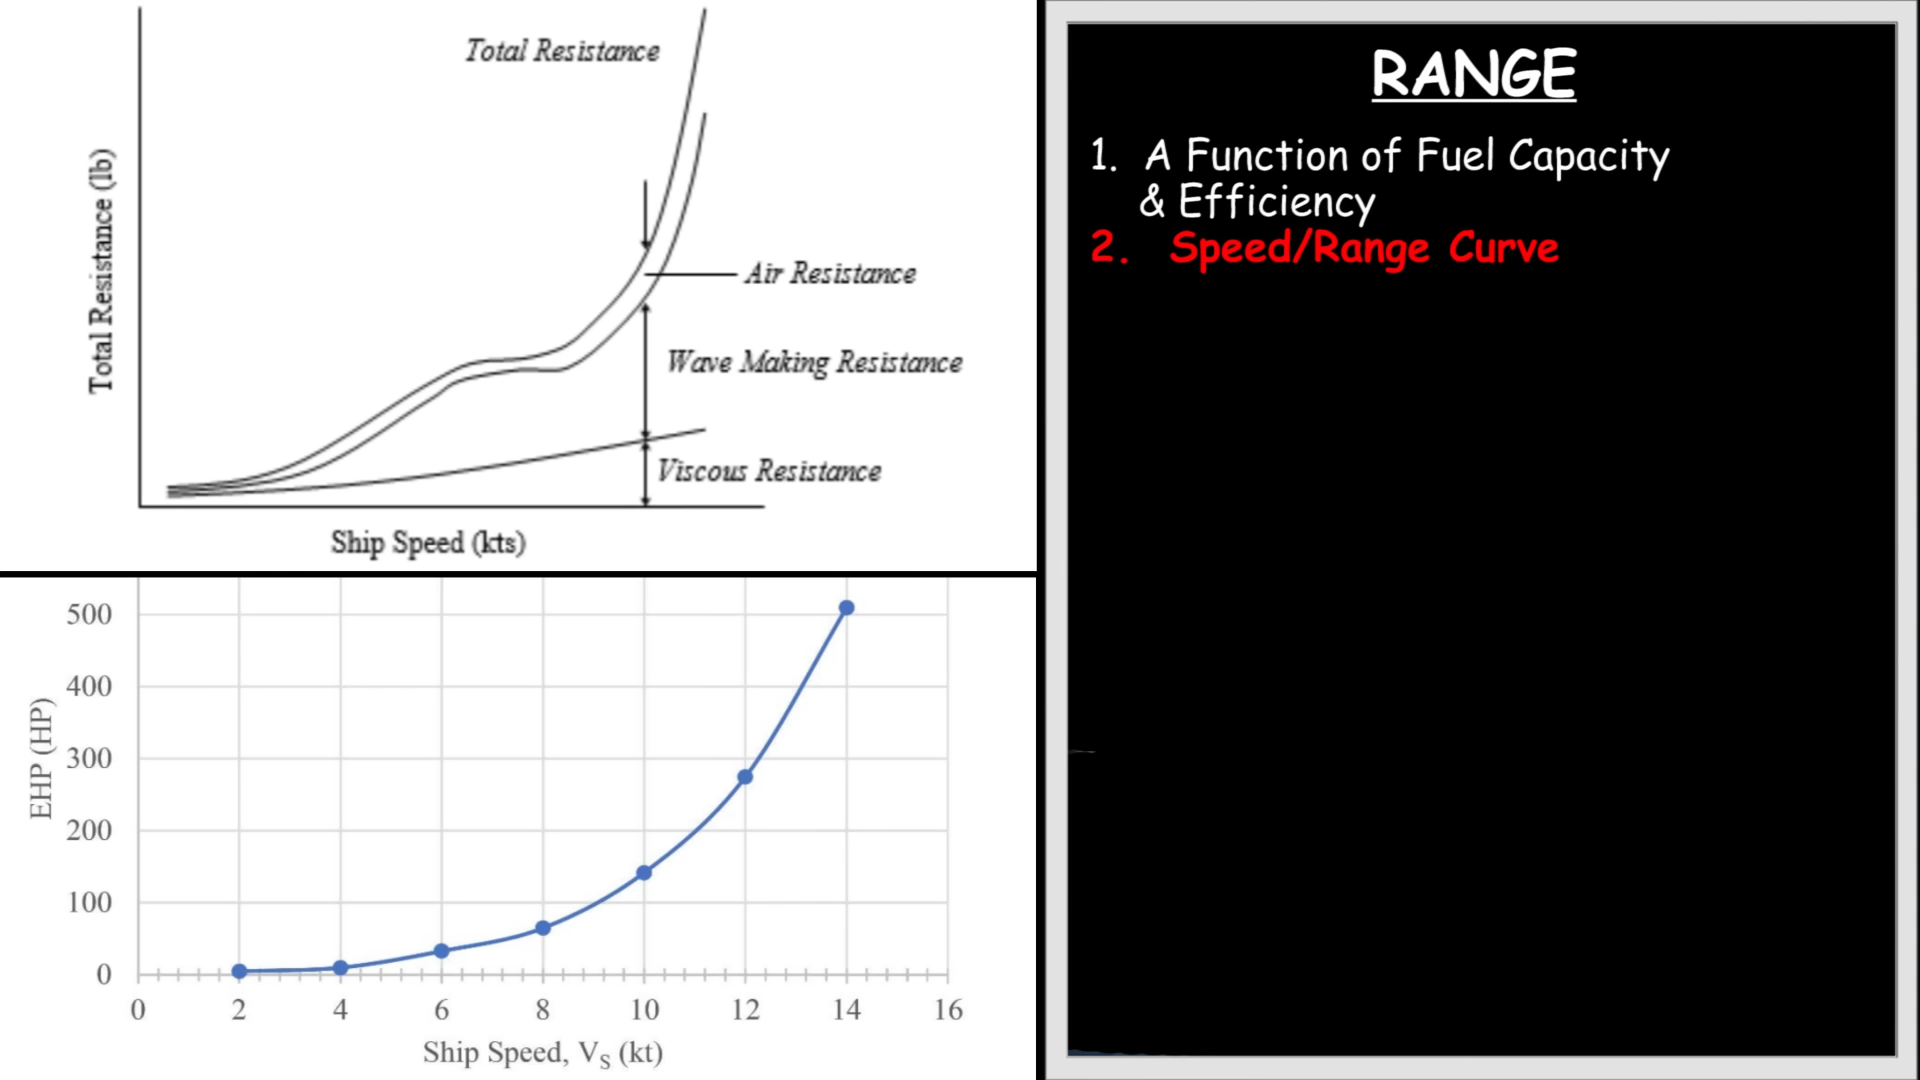 Total Resistance
Total Resistance (lb)
Air Resistance
Wave Making Resistance
Viscous Resistance
Ship Speed (kts)
500
400
300
200
100
0
EHP (HP)
0 2 4 6 8 10 12 14 16
Ship Speed, VS (kt)
RANGE
1. A Function of Fuel Capacity
& Efficiency
2. Speed/Range Curve